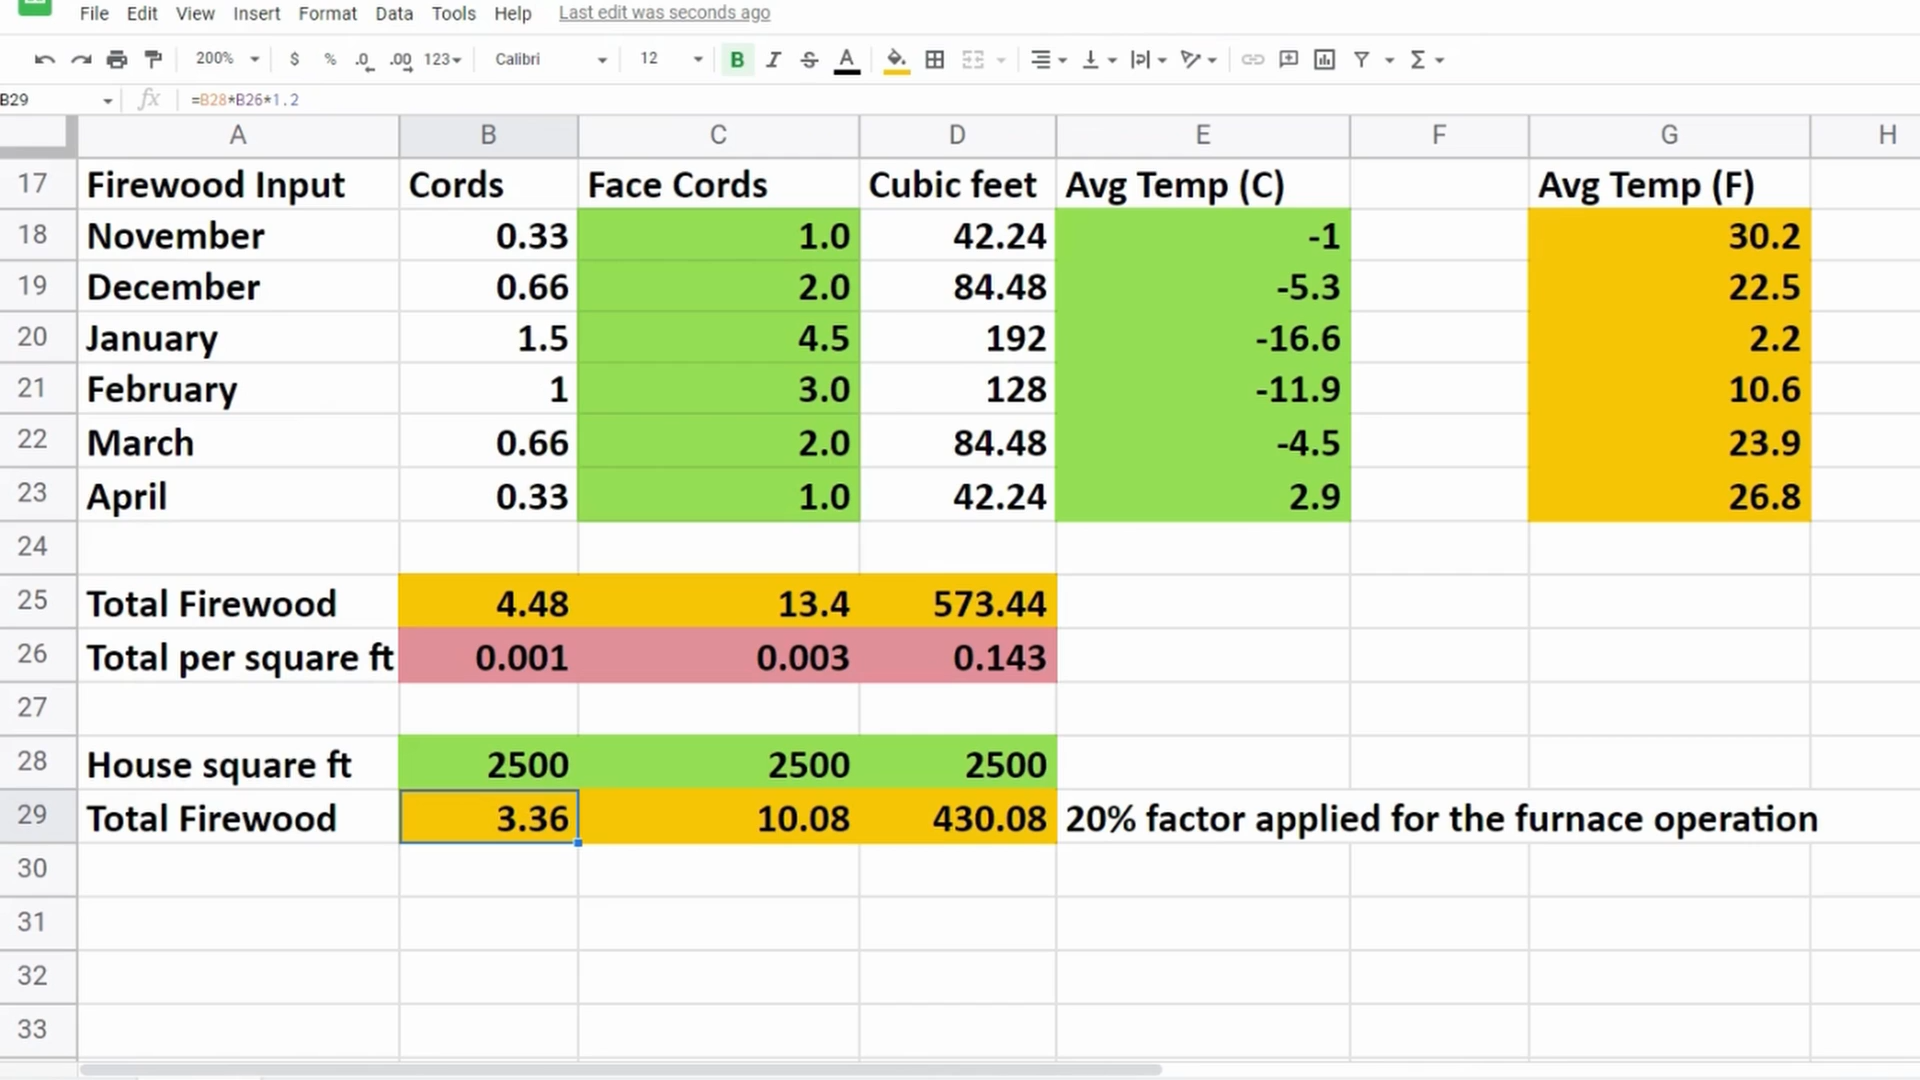 File Edit View Insert Format Data Tools Help Last edit was seconds ago
200% $ % .0 .00 123 Calibri 12 B I S A
B29 fx =B28*B26*1.2
A B C D E F G H
17 Firewood Input Cords Face Cords Cubic feet Avg Temp (C) Avg Temp (F)
18 November 0.33 1.0 42.24 -1 30.2
19 December 0.66 2.0 84.48 -5.3 22.5
20 January 1.5 4.5 192 -16.6 2.2
21 February 1 3.0 128 -11.9 10.6
22 March 0.66 2.0 84.48 -4.5 23.9
23 April 0.33 1.0 42.24 2.9 26.8
24
25 Total Firewood 4.48 13.4 573.44
26 Total per square ft 0.001 0.003 0.143
27
28 House square ft 2500 2500 2500
29 Total Firewood 3.36 10.08 430.08 20% factor applied for the furnace operation
30
31
32
33